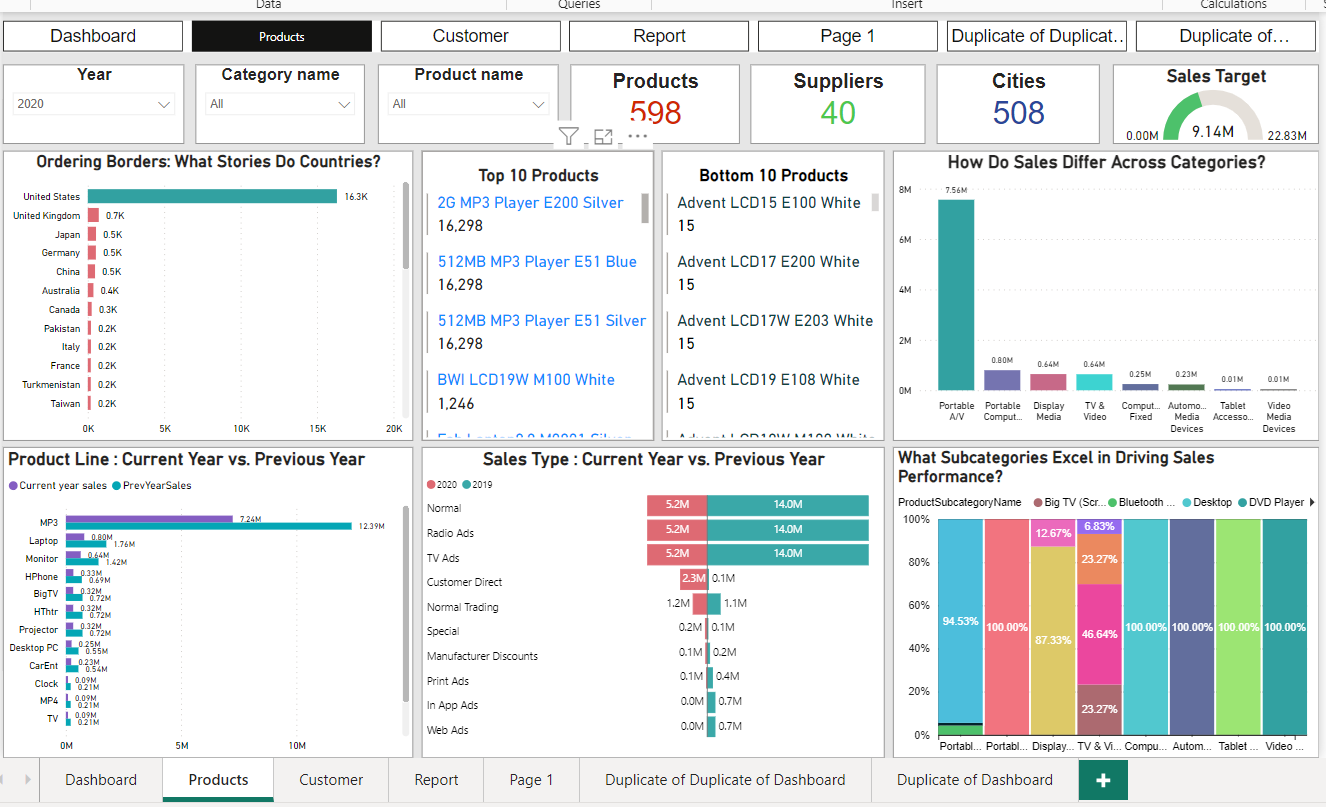 Data Queries Insert Calculations
Dashboard Products Customer Report Page 1 Duplicate of Duplicat.. Duplicate of...
Year
2020
Category name
All
Product name
All
Products
598
Suppliers
40
Cities
508
Sales Target
0.00M 9.14M 22.83M
Ordering Borders: What Stories Do Countries?
United States 16.3K
United Kingdom 0.7K
Japan 0.5K
Germany 0.5K
China 0.5K
Australia 0.4K
Canada 0.3K
Pakistan 0.2K
Italy 0.2K
France 0.2K
Turkmenistan 0.2K
Taiwan 0.2K
0K 5K 10K 15K 20K
Top 10 Products
2G MP3 Player E200 Silver
16,298
512MB MP3 Player E51 Blue
16,298
512MB MP3 Player E51 Silver
16,298
BWI LCD19W M100 White
1,246
Bottom 10 Products
Advent LCD15 E100 White
15
Advent LCD17 E200 White
15
Advent LCD17W E203 White
15
Advent LCD19 E108 White
15
How Do Sales Differ Across Categories?
8M
6M
4M
2M
0M
7.56M 0.80M 0.64M 0.64M 0.25M 0.23M 0.01M 0.01M
Portable Portable Display TV & Comput... Automo... Tablet Video
A/V Comput... Media Video Fixed Media Accesso... Media
Devices Devices
Product Line : Current Year vs. Previous Year
Current year sales PrevYearSales
MP3 7.24M 12.39M
Laptop 0.80M 1.76M
Monitor 0.64M 1.42M
HPhone 0.33M 0.69M
BigTV 0.32M 0.72M
HThtr 0.32M 0.72M
Projector 0.32M 0.72M
Desktop PC 0.25M 0.55M
CarEnt 0.23M 0.54M
Clock 0.09M 0.21M
MP4 0.09M 0.21M
TV 0.09M 0.21M
0M 5M 10M
Sales Type : Current Year vs. Previous Year
2020 2019
Normal 5.2M 14.0M
Radio Ads 5.2M 14.0M
TV Ads 5.2M 14.0M
Customer Direct 2.3M 0.1M
Normal Trading 1.2M 1.1M
Special 0.2M 0.1M
Manufacturer Discounts 0.1M 0.2M
Print Ads 0.1M 0.4M
In App Ads 0.0M 0.7M
Web Ads 0.0M 0.7M
What Subcategories Excel in Driving Sales
Performance?
ProductSubcategoryName Big TV (Scr... Bluetooth ... Desktop DVD Player
100%
80%
60%
40%
20%
0%
94.53%
100.00%
12.67%
87.33%
6.83%
23.27%
46.64%
23.27%
100.00%
100.00%
100.00%
100.00%
Portabl... Portabl... Display... TV & Vi... Compu... Autom... Tablet ... Video ...
Dashboard Products Customer Report Page 1 Duplicate of Duplicate of Dashboard Duplicate of Dashboard +